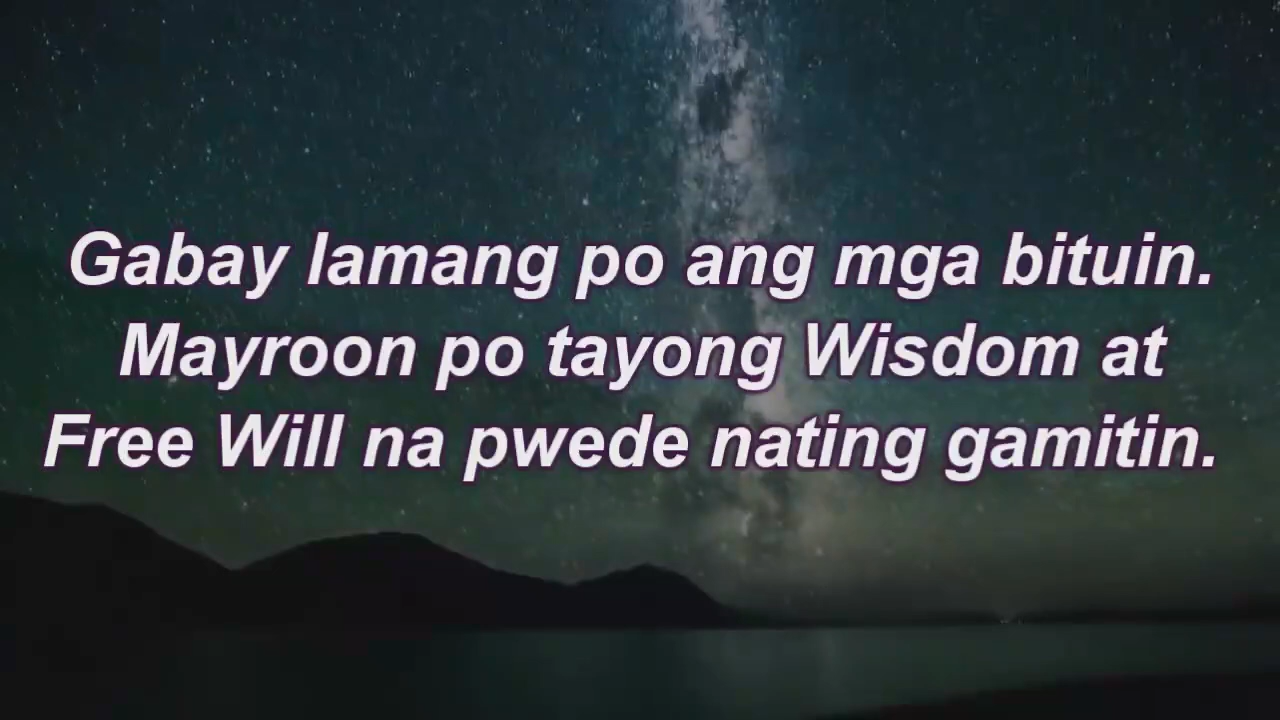 Gabay lamang po ang mga bituin.
Mayroon po tayong Wisdom at
Free Will na pwede nating gamitin.